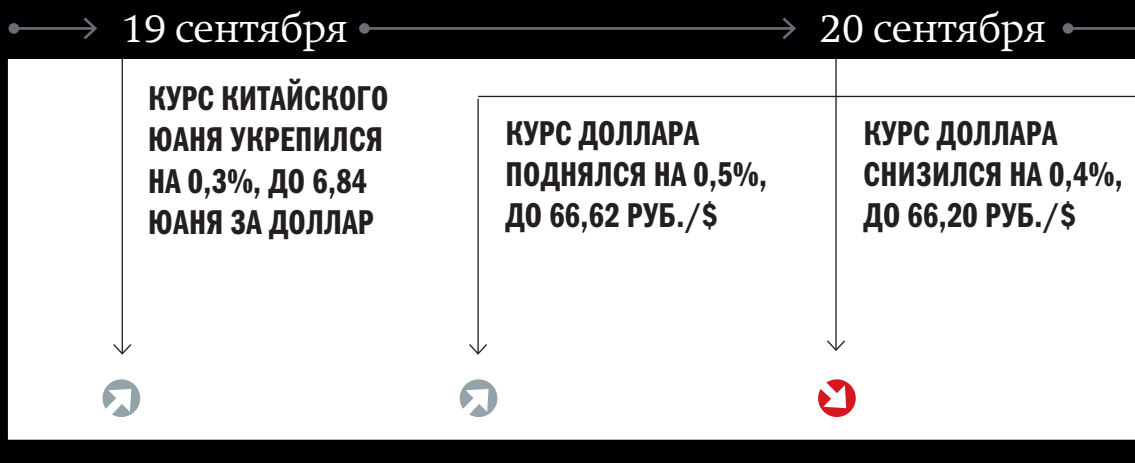 19 сентября
20 сентября
КУРС КИТАЙСКОГО
ЮАНЯ УКРЕПИЛСЯ
НА 0,3%, ДО 6,84
ЮАНЯ ЗА ДОЛЛАР
КУРС ДОЛЛАРА
ПОДНЯЛСЯ НА 0,5%,
ДО 66,62 РУБ./$
КУРС ДОЛЛАРА
СНИЗИЛСЯ НА 0,4%,
ДО 66,20 РУБ./$